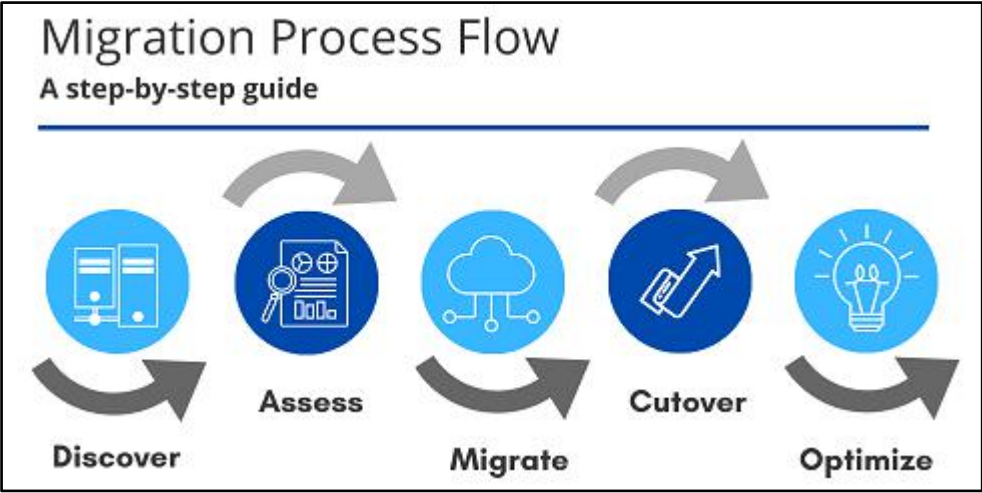 Migration Process Flow
A step-by-step guide
Discover
Assess
Migrate
Cutover
Optimize